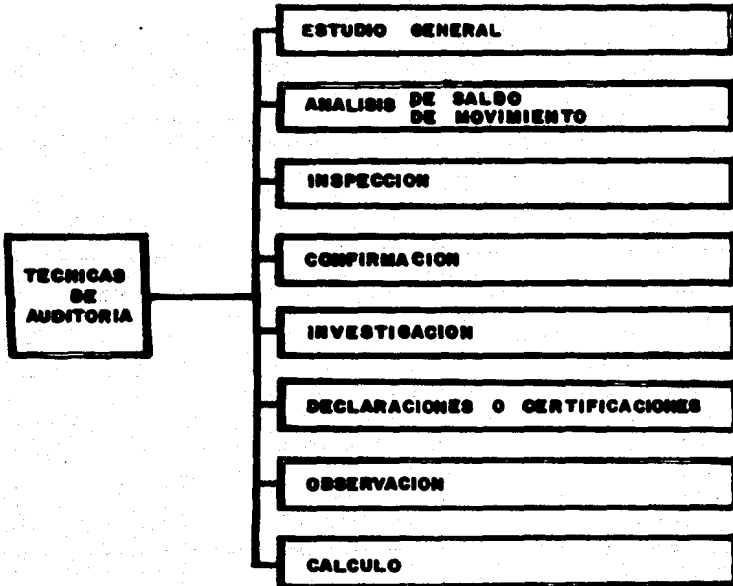 ESTUDIO GENERAL
ANALISIS DE SALDO
DE MOVIMIENTO
INSPECCION
CONFIRMACION
TECNICAS
DE
AUDITORIA
INVESTIGACION
DECLARACIONES O CERTIFICACIONES
OBSERVACION
CALCULO